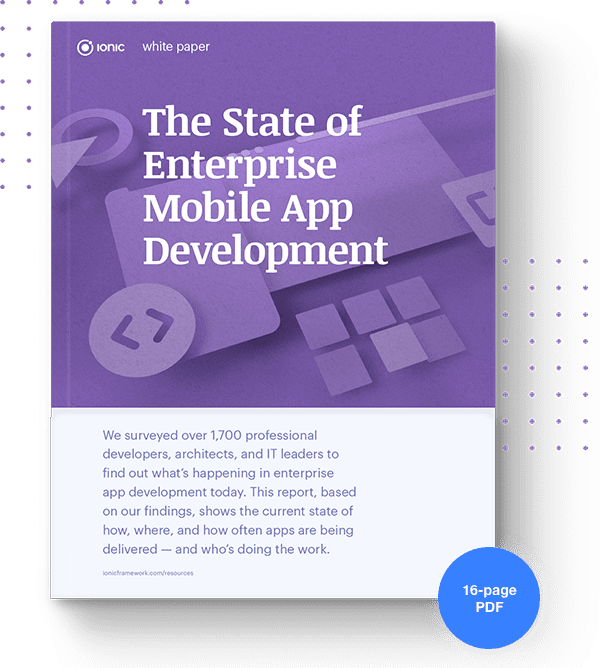 ionic white paper
The State of
Enterprise
Mobile App
Development
We surveyed over 1,700 professional
developers, architects, and IT leaders to
find out what's happening in enterprise
app development today. This report, based
on our findings, shows the current state of
how, where, and how often apps are being
delivered — and who's doing the work.
ionicframework.com/resources
16-page
PDF